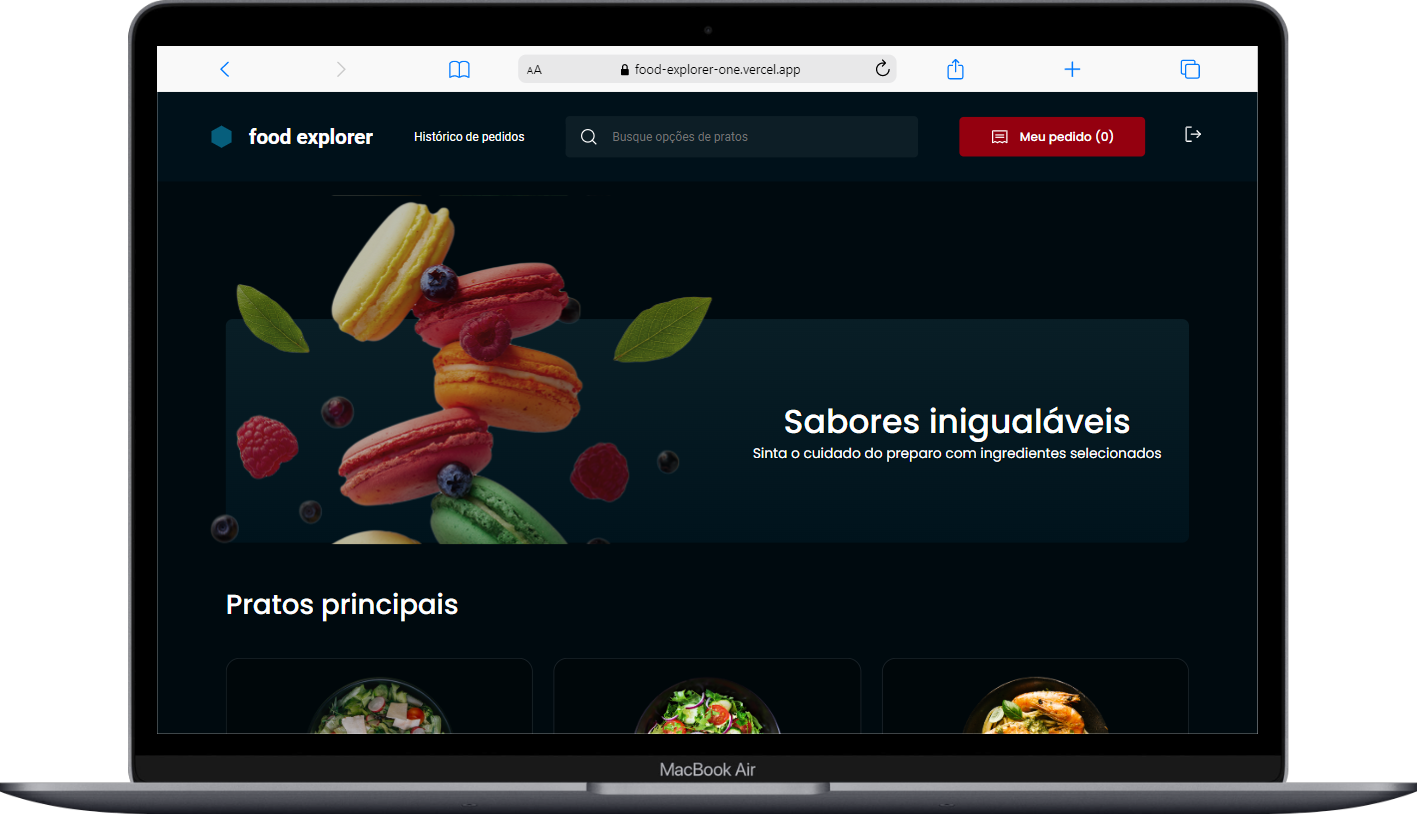 AA
food-explorer-one.vercel.app
food explorer
Histórico de pedidos
Busque opções de pratos
Meu pedido (0)
Sabores inigualáveis
Sinta o cuidado do preparo com ingredientes selecionados
Pratos principais
MacBook Air